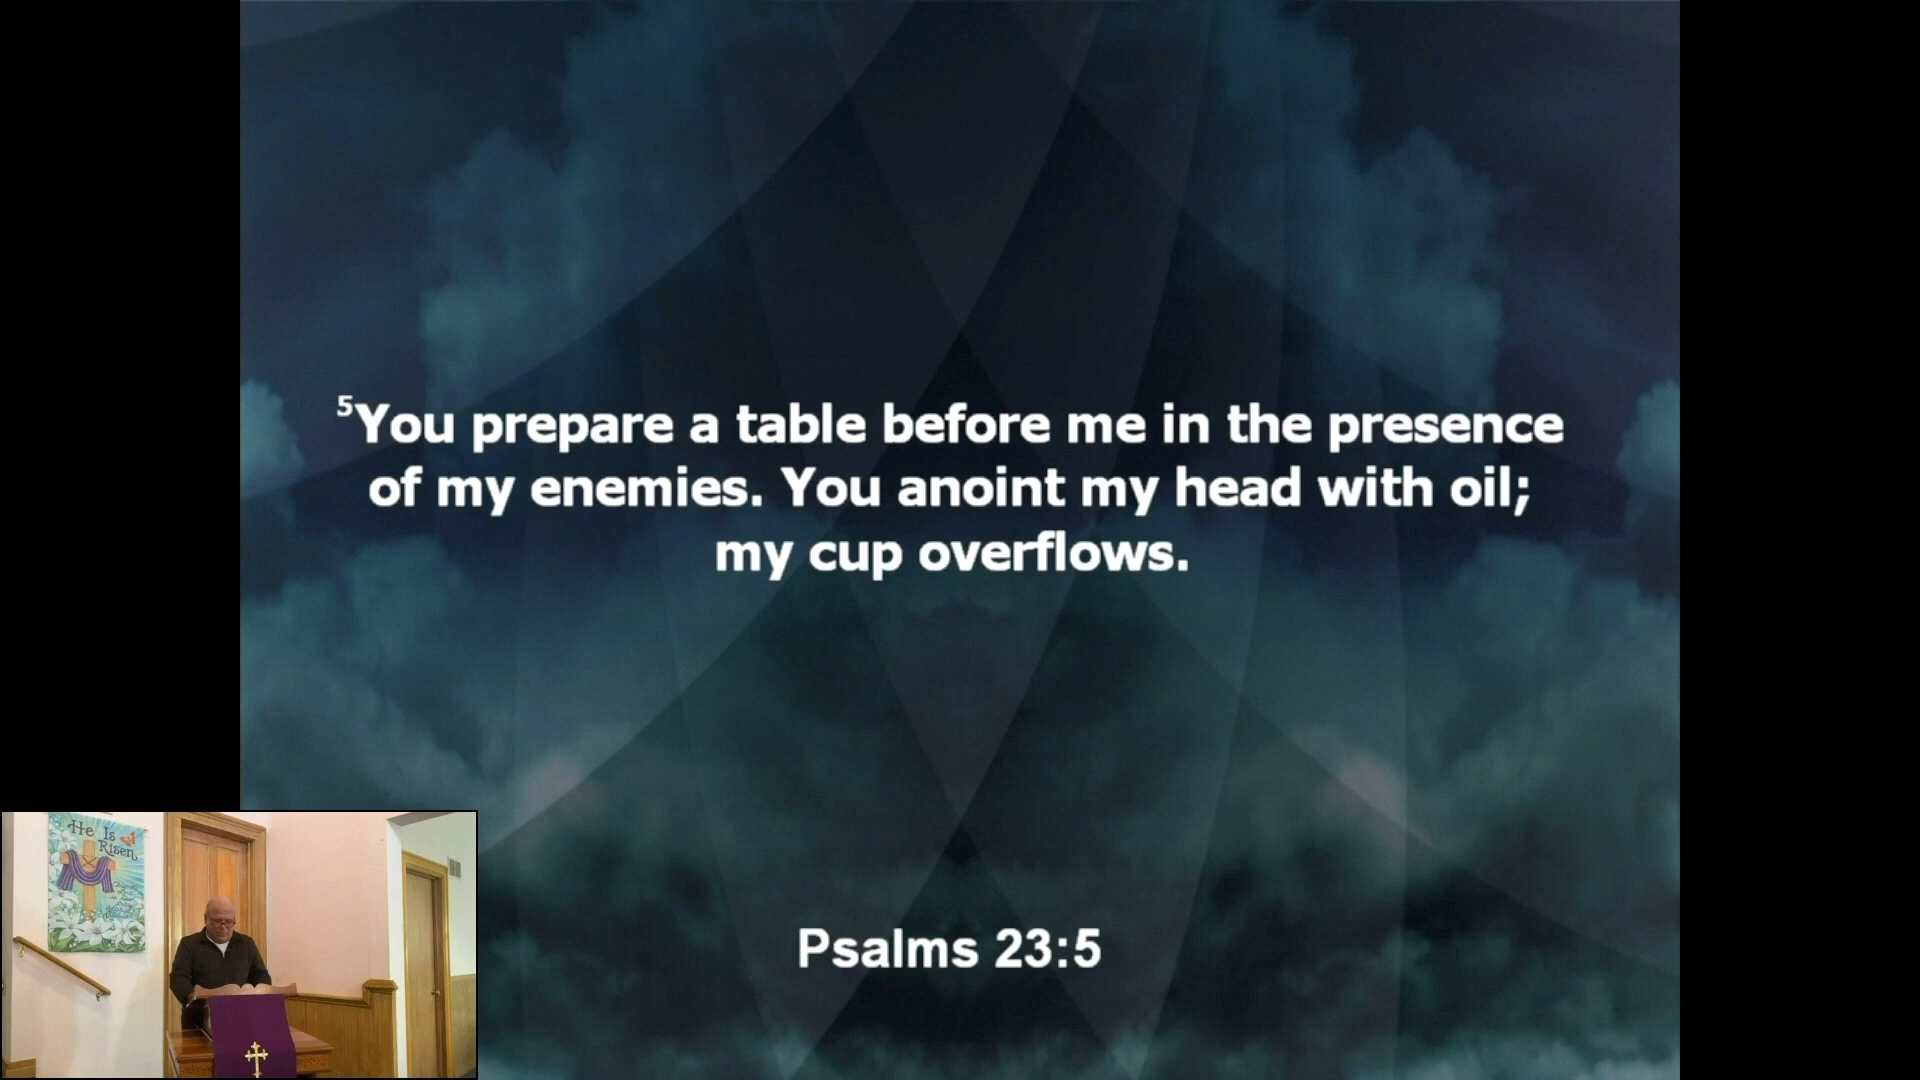 ⁵You prepare a table before me in the presence
of my enemies. You anoint my head with oil;
my cup overflows.
Psalms 23:5
He Is
Risen